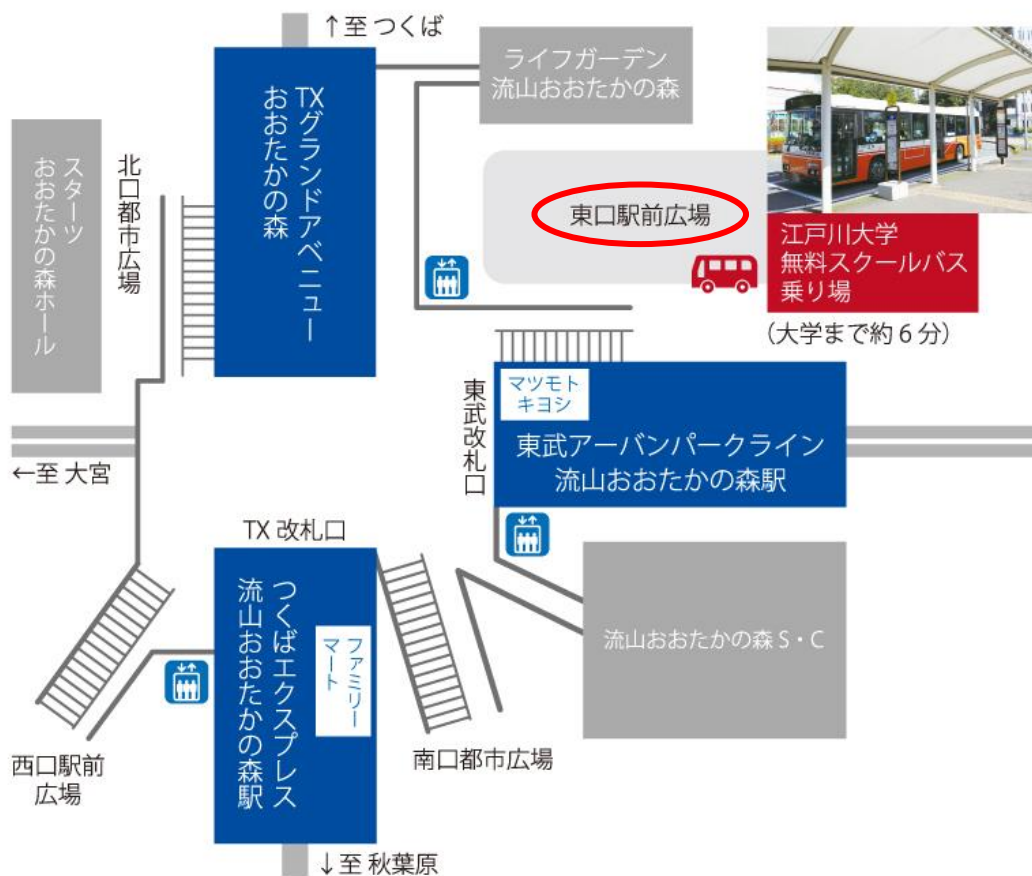 ↑至 つくば
ライフガーデン
流山おおたかの森
TXグランドアベニュー
おおたかの森
北口都市広場
スターツ
おおたかの森ホール
東口駅前広場
江戸川大学
無料スクールバス
乗り場
(大学まで約6分)
マツモト
キヨシ
東武改札口
東武アーバンパークライン
流山おおたかの森駅
←至 大宮
TX 改札口
つくばエクスプレス
流山おおたかの森駅
ファミリー
マート
流山おおたかの森 S・C
西口駅前
広場
南口都市広場
↓至 秋葉原